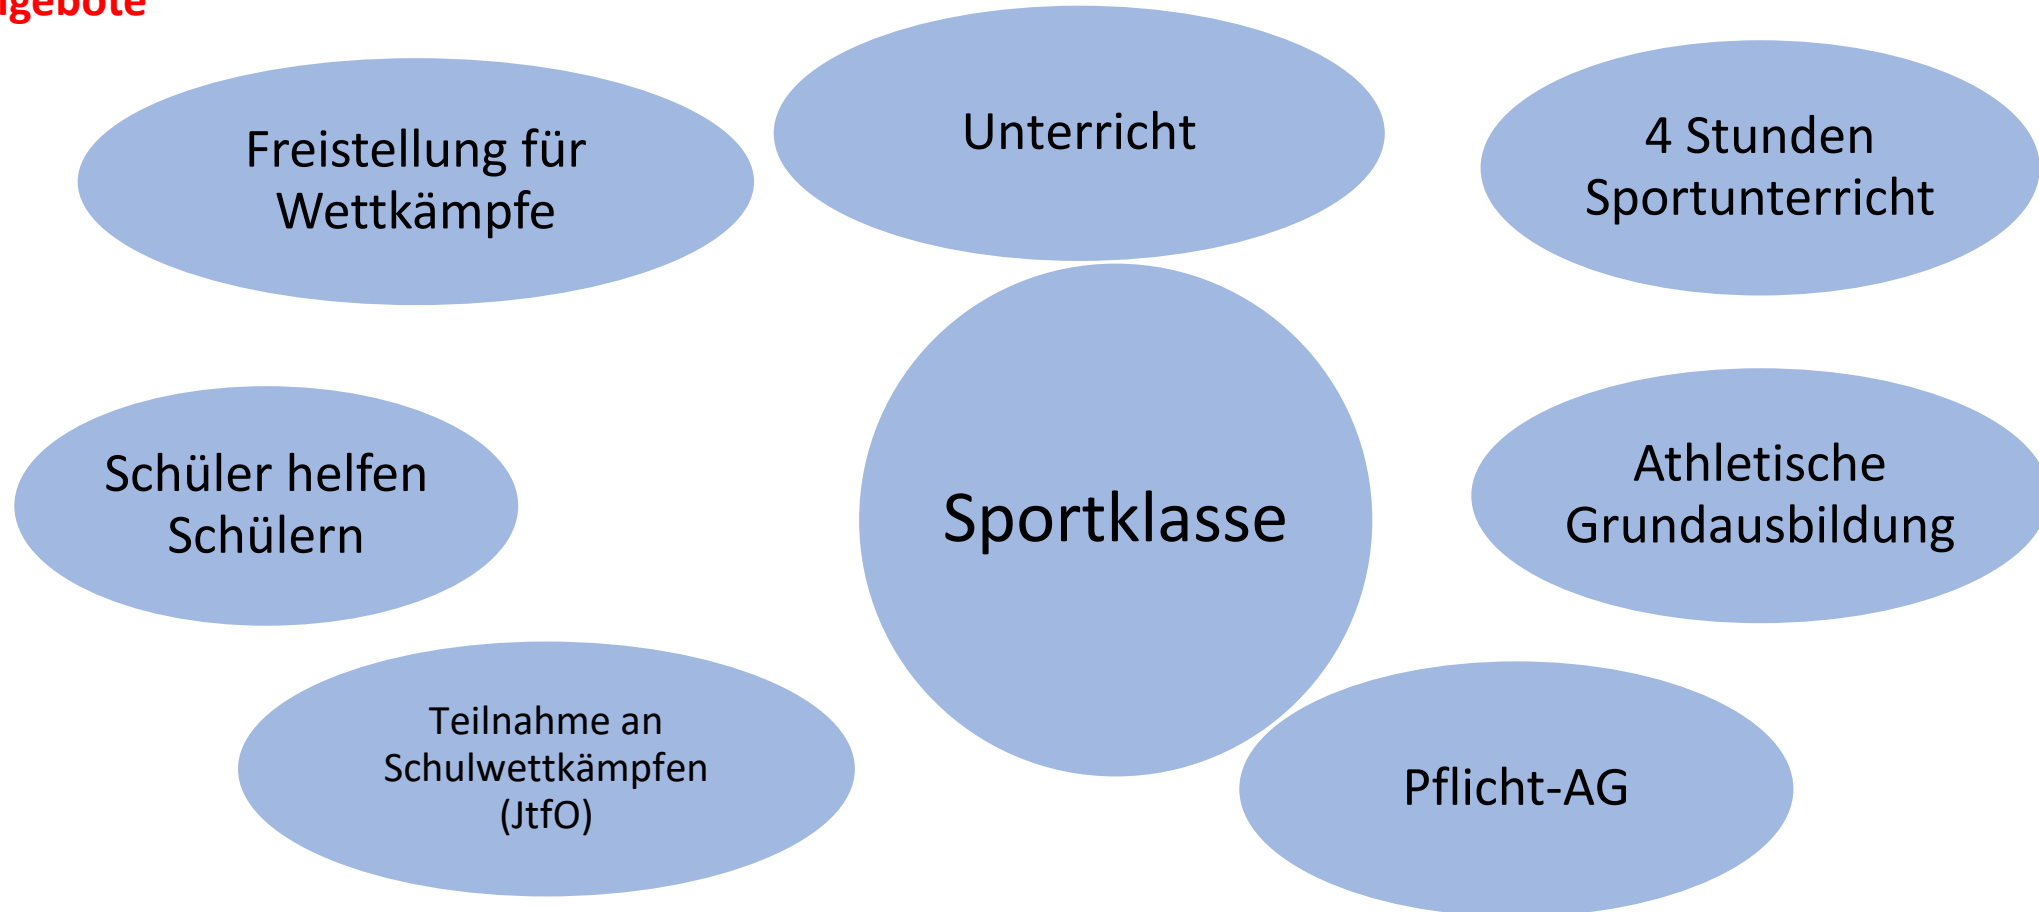 ngebote
Unterricht
Freistellung für
Wettkämpfe
4 Stunden
Sportunterricht
Schüler helfen
Schülern
Sportklasse
Athletische
Grundausbildung
Teilnahme an
Schulwettkämpfen
(JtfO)
Pflicht-AG